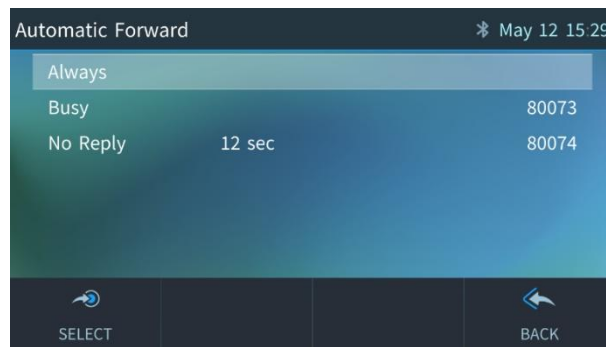 Automatic Forward May 12 15:29
Always
Busy 80073
No Reply 12 sec 80074
SELECT BACK